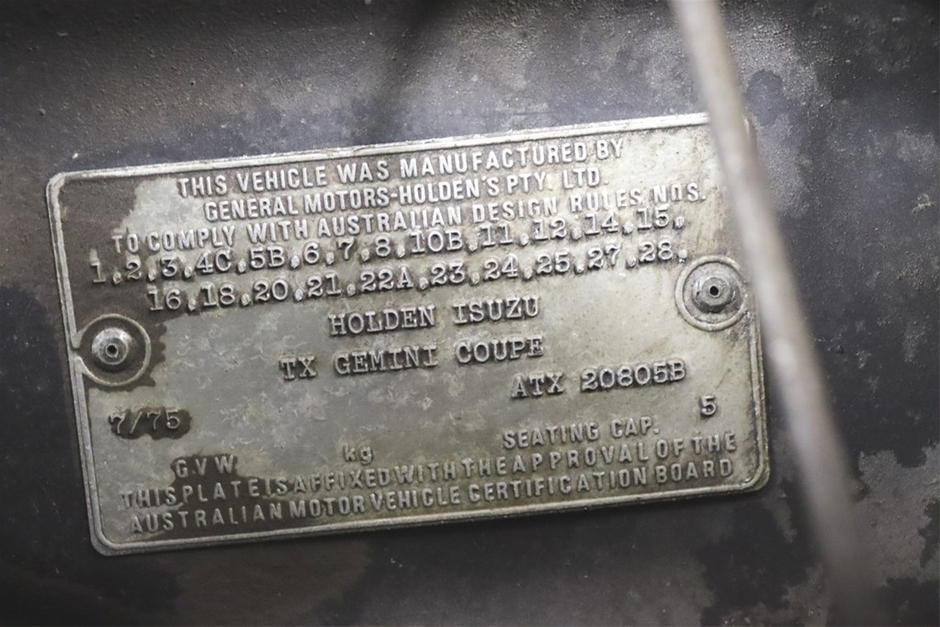 THIS VEHICLE WAS MANUFACTURED BY
GENERAL MOTORS-HOLDEN'S PTY. LTD.
TO COMPLY WITH AUSTRALIAN DESIGN RULES NOS.
1,2,3,4C,5B,6,7,8,10B,11,12,14,15,
16,18,20,21,22A,23,24,25,27,28,
HOLDEN ISUZU
TX GEMINI COUPE
ATX 20805B
7/75 5
G V W kg SEATING CAP.
THIS PLATE IS AFFIXED WITH THE APPROVAL OF THE
AUSTRALIAN MOTOR VEHICLE CERTIFICATION BOARD